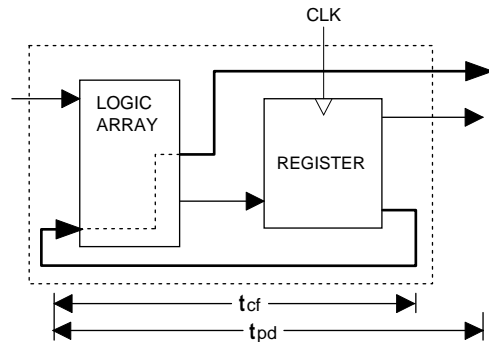 CLK
LOGIC
ARRAY
REGISTER
tcf
tpd